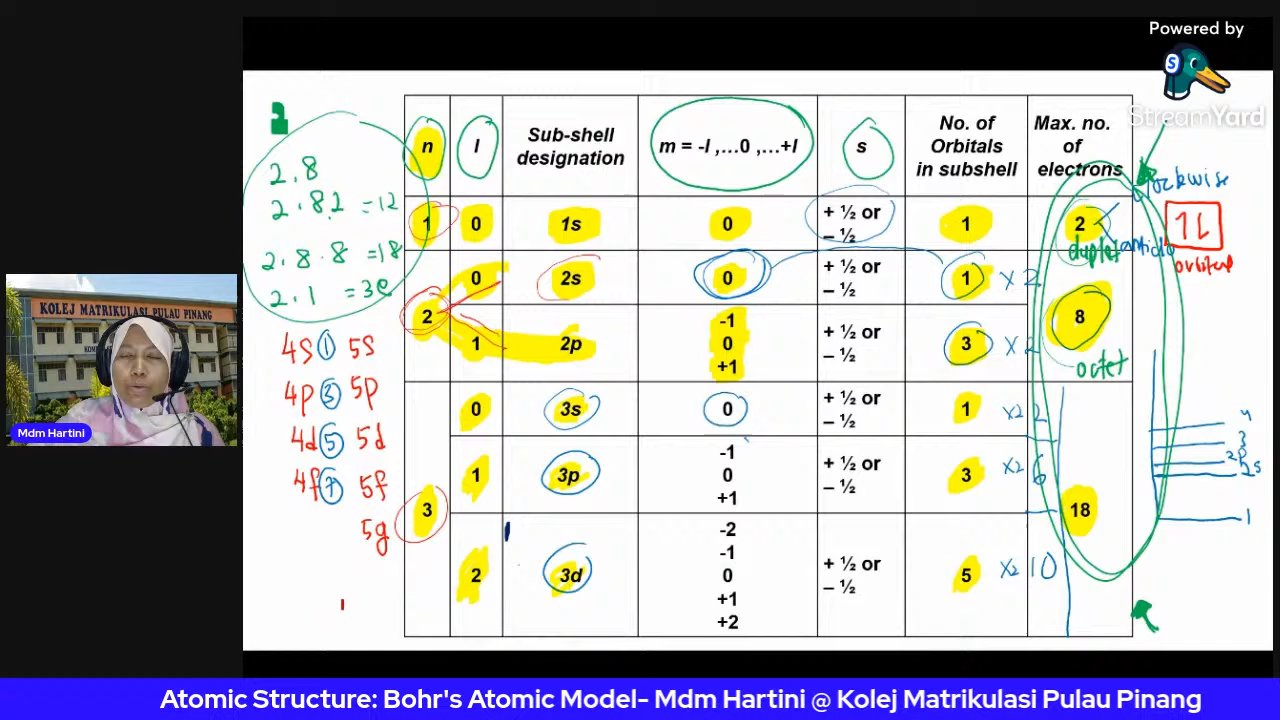 Powered by
StreamYard
n
l
Sub-shell
designation
m = -l ,…0 ,…+l
s
No. of
Orbitals
in subshell
Max. no.
of
electrons
1
0
1s
0
+ ½ or
– ½
1
2
2
0
2s
0
+ ½ or
– ½
1
x2
8
1
2p
-1
0
+1
+ ½ or
– ½
3
x2
3
0
3s
0
+ ½ or
– ½
1
x2 2
18
1
3p
-1
0
+1
+ ½ or
– ½
3
x2 6
2
3d
-2
-1
0
+1
+2
+ ½ or
– ½
5
x2 10
2.8
2.8.2 =12
2.8.8 =18
2.1 =3e
4s 1 5s
4p 3 5p
4d 5 5d
4f 7 5f
5g
clockwise
duplet
octet
orbital
4
3
2p
2s
1
KOLEJ MATRIKULASI PULAU PINANG
Mdm Hartini
Atomic Structure: Bohr's Atomic Model- Mdm Hartini @ Kolej Matrikulasi Pulau Pinang